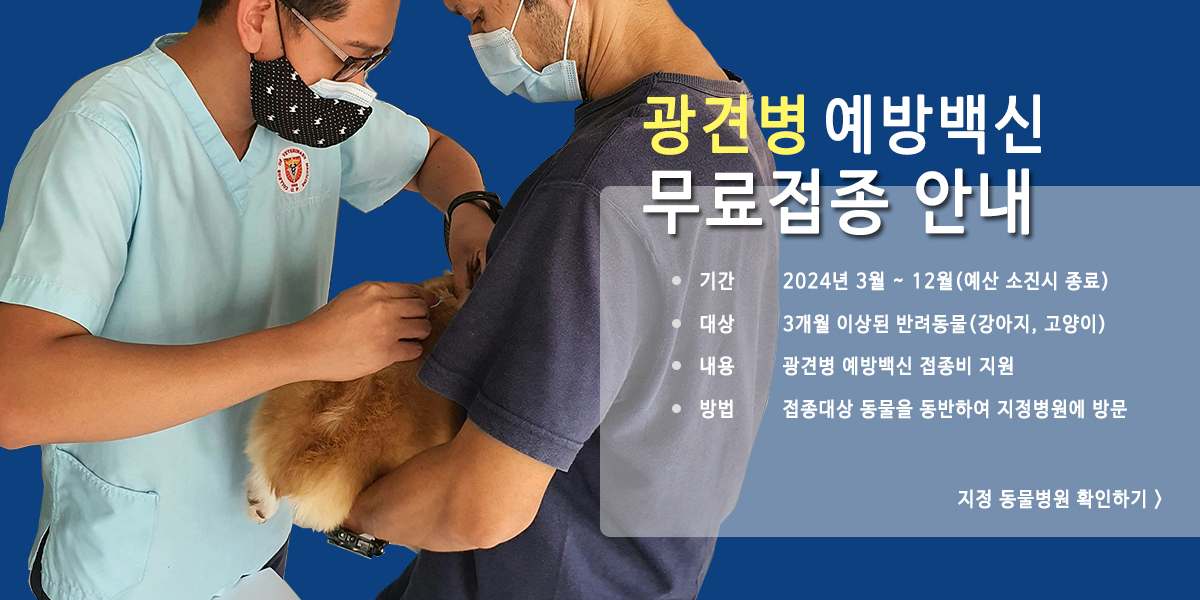 광견병 예방백신
무료접종 안내
기간 2024년 3월 ~ 12월(예산 소진시 종료)
대상 3개월 이상된 반려동물(강아지, 고양이)
내용 광견병 예방백신 접종비 지원
방법 접종대상 동물을 동반하여 지정병원에 방문
지정 동물병원 확인하기 >